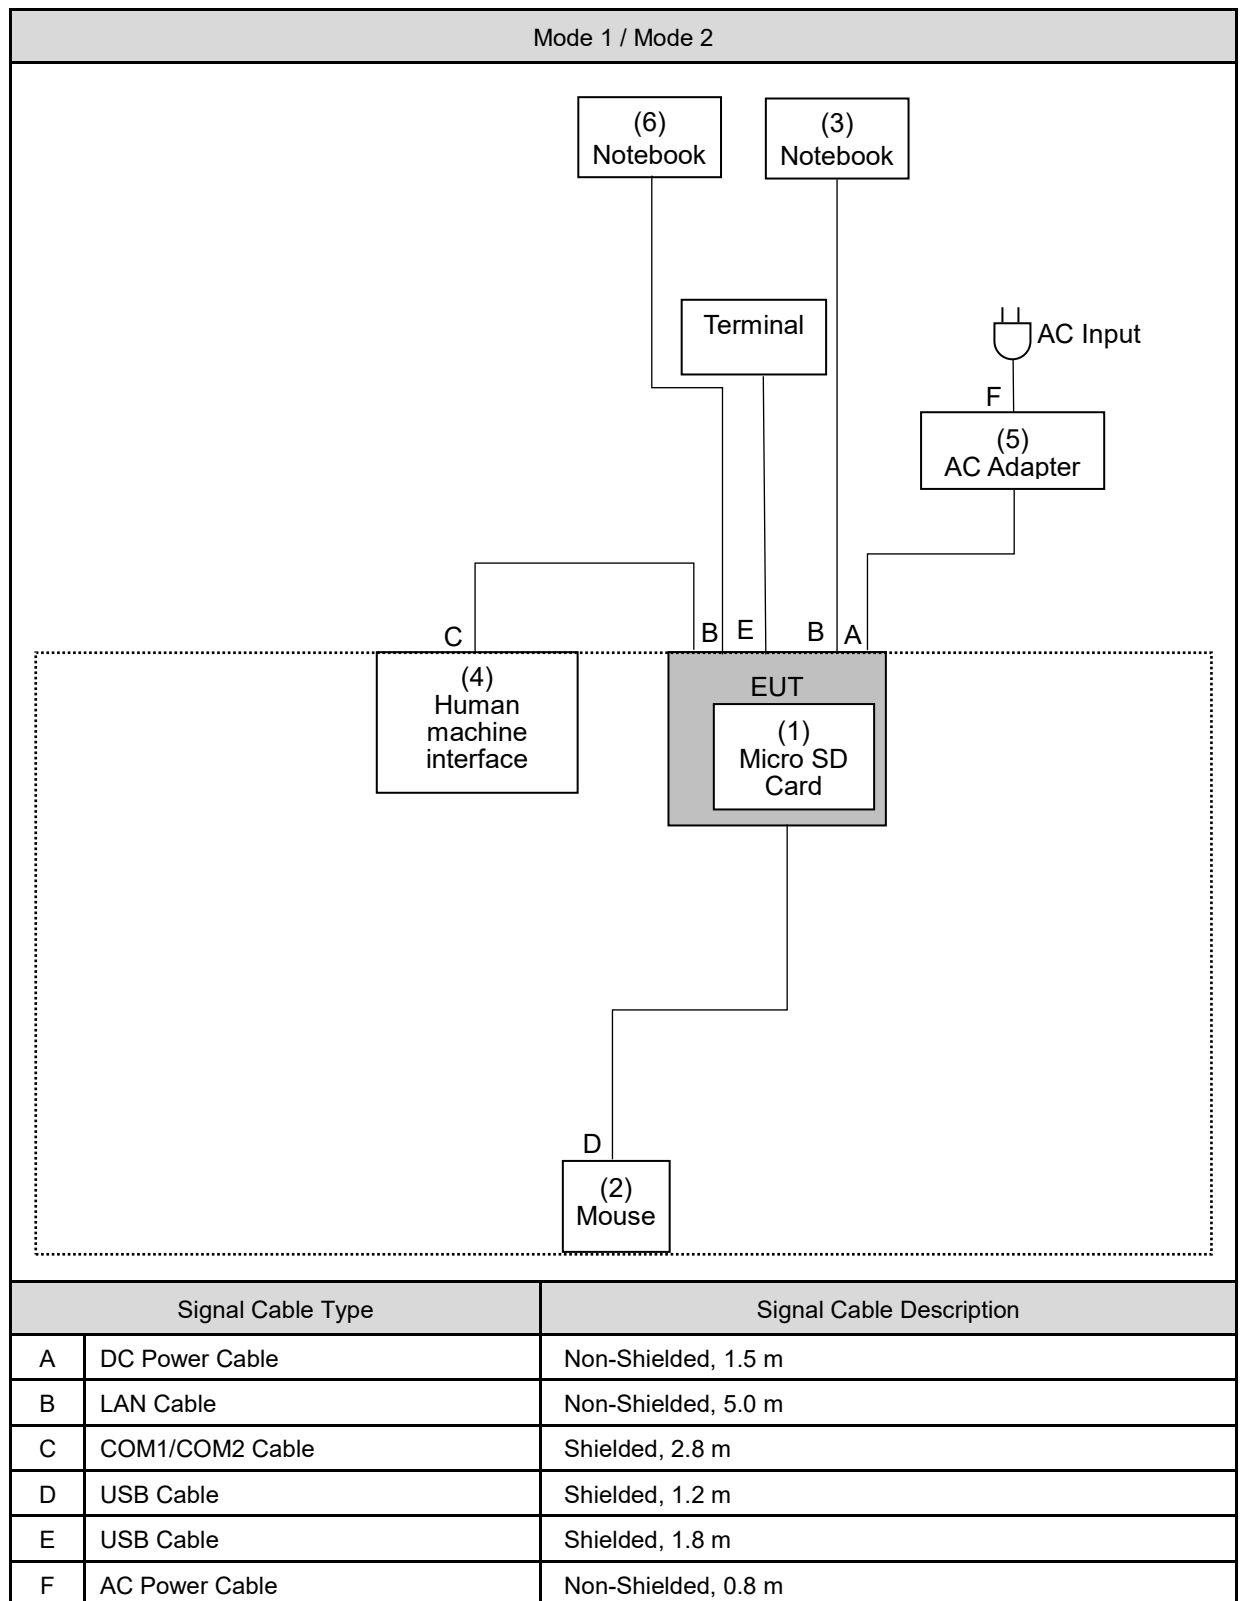 Mode 1 / Mode 2
(6)
Notebook
(3)
Notebook
Terminal
AC Input
F
(5)
AC Adapter
C
B
E
B
A
(4)
Human
machine
interface
EUT
(1)
Micro SD
Card
D
(2)
Mouse
Signal Cable Type Signal Cable Description
A DC Power Cable Non-Shielded, 1.5 m
B LAN Cable Non-Shielded, 5.0 m
C COM1/COM2 Cable Shielded, 2.8 m
D USB Cable Shielded, 1.2 m
E USB Cable Shielded, 1.8 m
F AC Power Cable Non-Shielded, 0.8 m